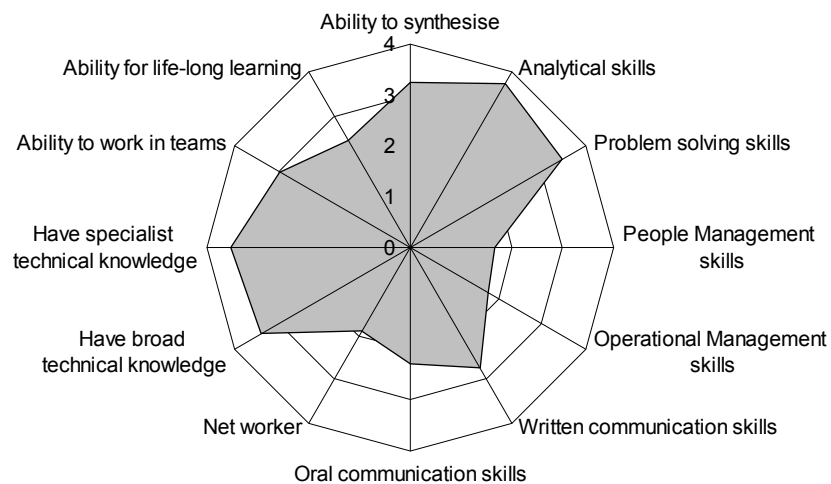 Ability to synthesise
4
Ability for life-long learning
Analytical skills
3
Ability to work in teams
Problem solving skills
2
1
Have specialist
technical knowledge
0
People Management
skills
Have broad
technical knowledge
Operational Management
skills
Net worker
Written communication skills
Oral communication skills